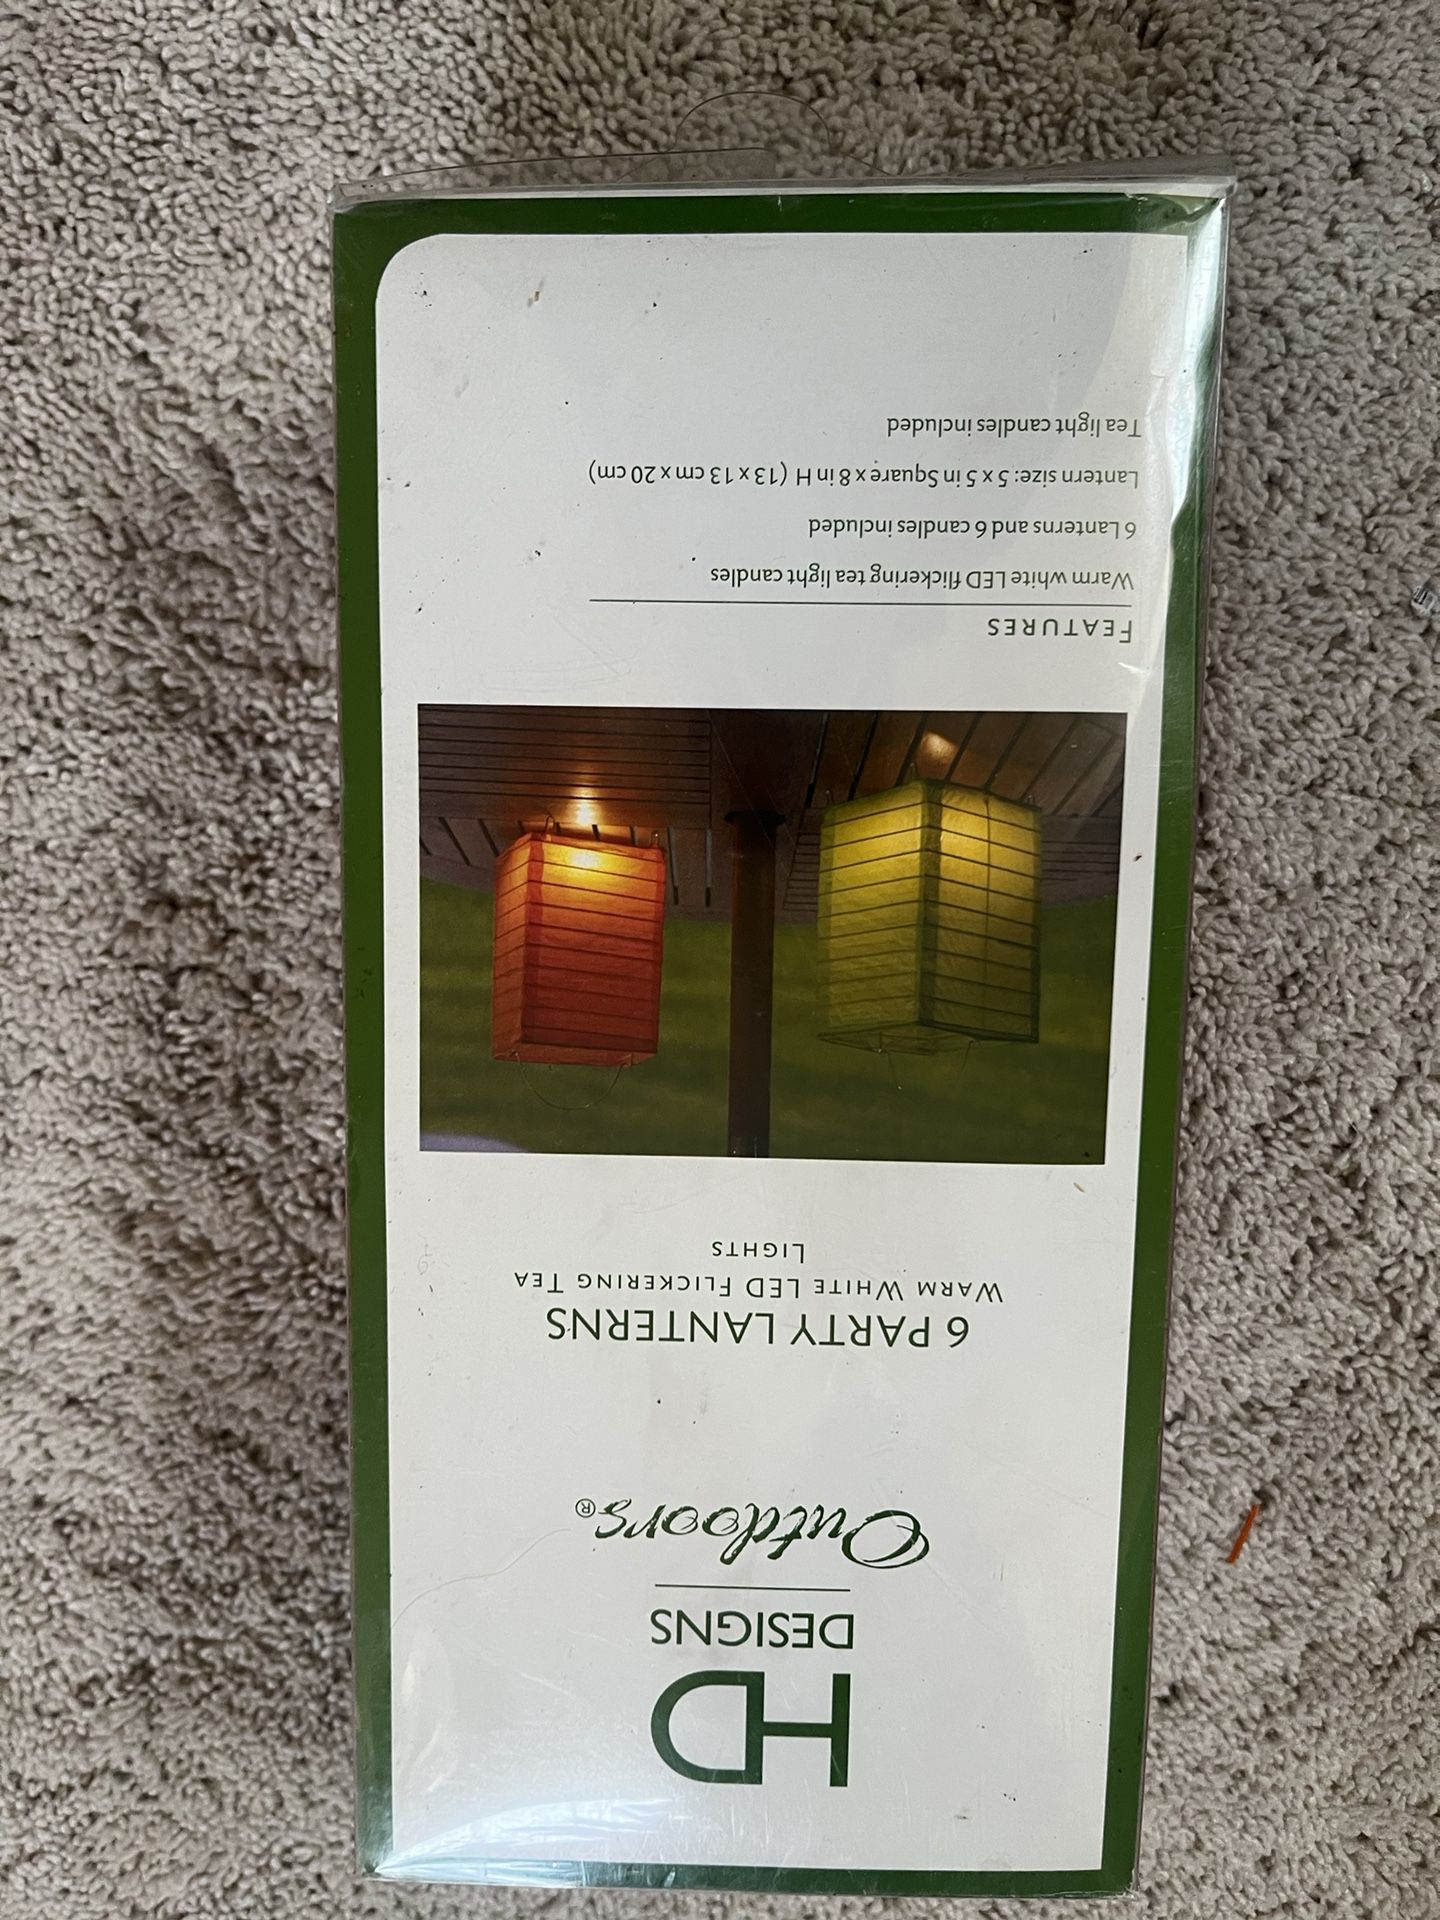 HD
DESIGNS
Outdoors®
6 PARTY LANTERNS
WARM WHITE LED FLICKERING TEA
LIGHTS
FEATURES
Warm white LED flickering tea light candles
6 Lanterns and 6 candles included
Lantern size: 5 x 5 in Square x 8 in H (13 x 13 cm x 20 cm)
Tea light candles included